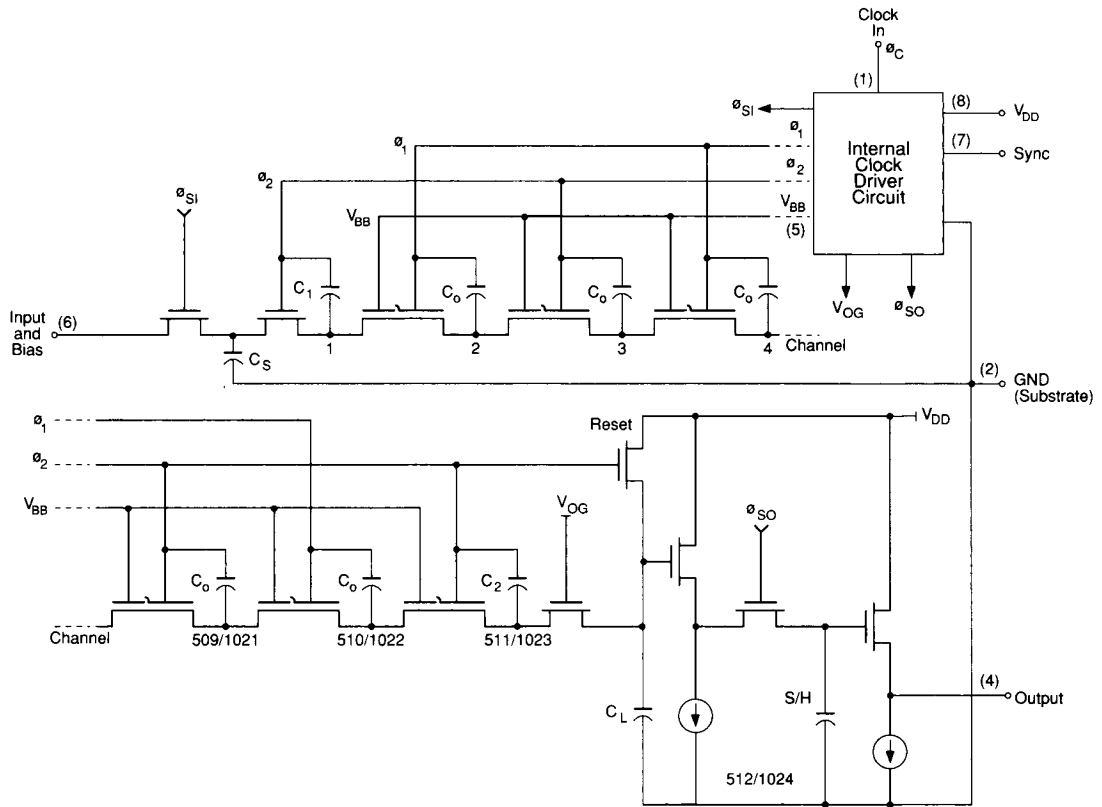 Clock
In
ø_C
(1)
ø_SI
(8)
V_DD
ø_1
ø_1
Internal
Clock
Driver
Circuit
(7)
Sync
ø_2
ø_2
ø_SI
V_BB
V_BB
(5)
C_1
C_o
C_o
C_o
V_OG
ø_SO
Input
and
Bias
(6)
1
2
3
4
Channel
C_S
(2)
GND
(Substrate)
ø_1
Reset
V_DD
ø_2
V_BB
V_OG
ø_SO
C_o
C_o
C_2
Channel
509/1021
510/1022
511/1023
(4)
Output
C_L
S/H
512/1024